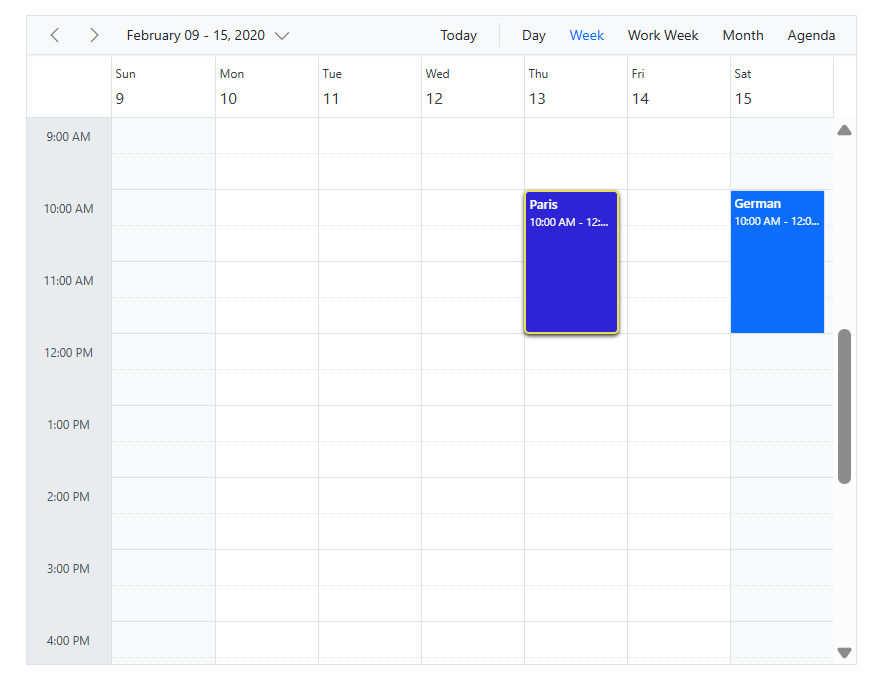 February 09 - 15, 2020 Today Day Week Work Week Month Agenda
Sun Mon Tue Wed Thu Fri Sat
9 10 11 12 13 14 15
9:00 AM
10:00 AM
Paris
10:00 AM - 12:...
German
10:00 AM - 12:0...
11:00 AM
12:00 PM
1:00 PM
2:00 PM
3:00 PM
4:00 PM